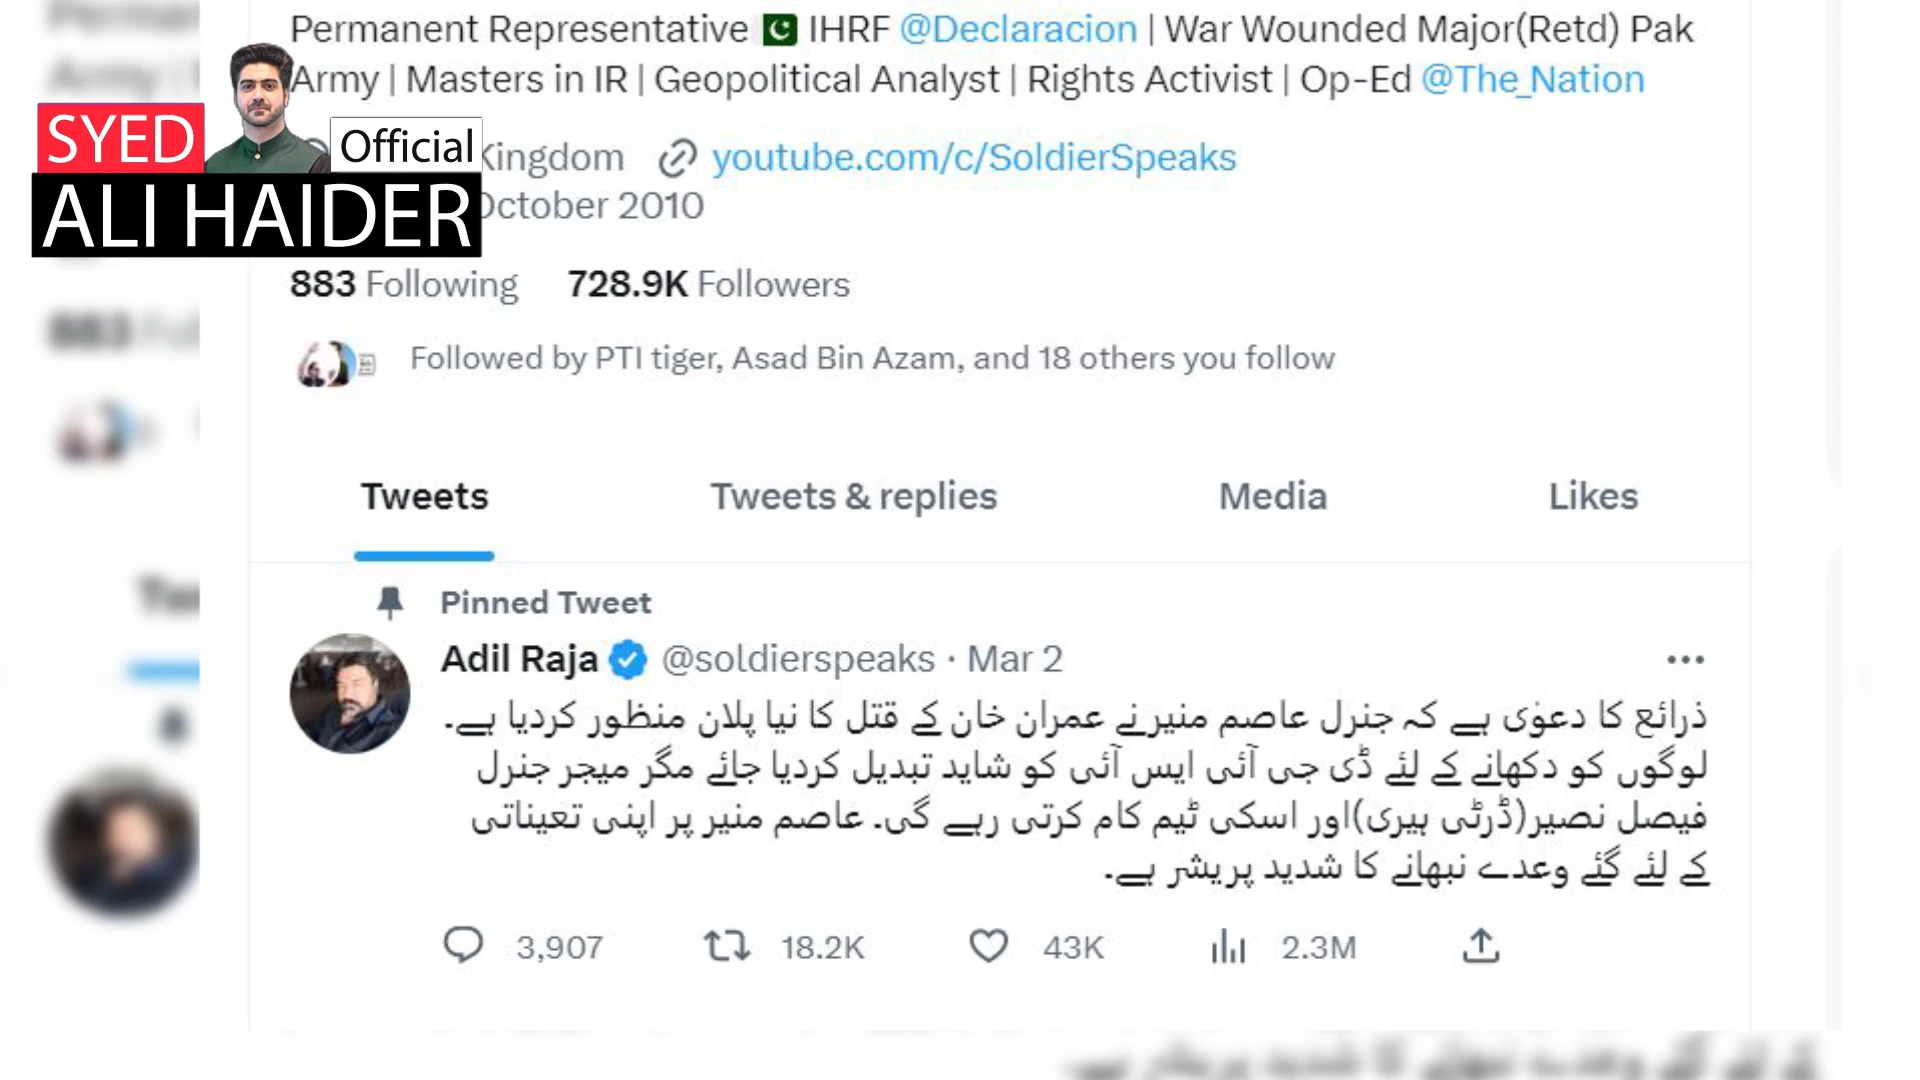 Permanent Representative 🇵🇰 IHRF @Declaracion | War Wounded Major(Retd) Pak
Army | Masters in IR | Geopolitical Analyst | Rights Activist | Op-Ed @The_Nation
SYED
Official
ALI HAIDER
Kingdom youtube.com/c/SoldierSpeaks
October 2010
883 Following 728.9K Followers
Followed by PTI tiger, Asad Bin Azam, and 18 others you follow
Tweets Tweets & replies Media Likes
Pinned Tweet
Adil Raja @soldierspeaks · Mar 2
ذرائع کا دعوٰی ہے کہ جنرل عاصم منیرنے عمران خان کے قتل کا نیا پلان منظور کردیا ہے۔
لوگوں کو دکھانے کے لئے ڈی جی آئی ایس آئی کو شاید تبدیل کردیا جائے مگر میجر جنرل
فیصل نصیر(ڈرٹی ہیری)اور اسکی ٹیم کام کرتی رہے گی۔ عاصم منیر پر اپنی تعیناتی
کے لئے گئے وعدے نبھانے کا شدید پریشر ہے۔
3,907 18.2K 43K 2.3M